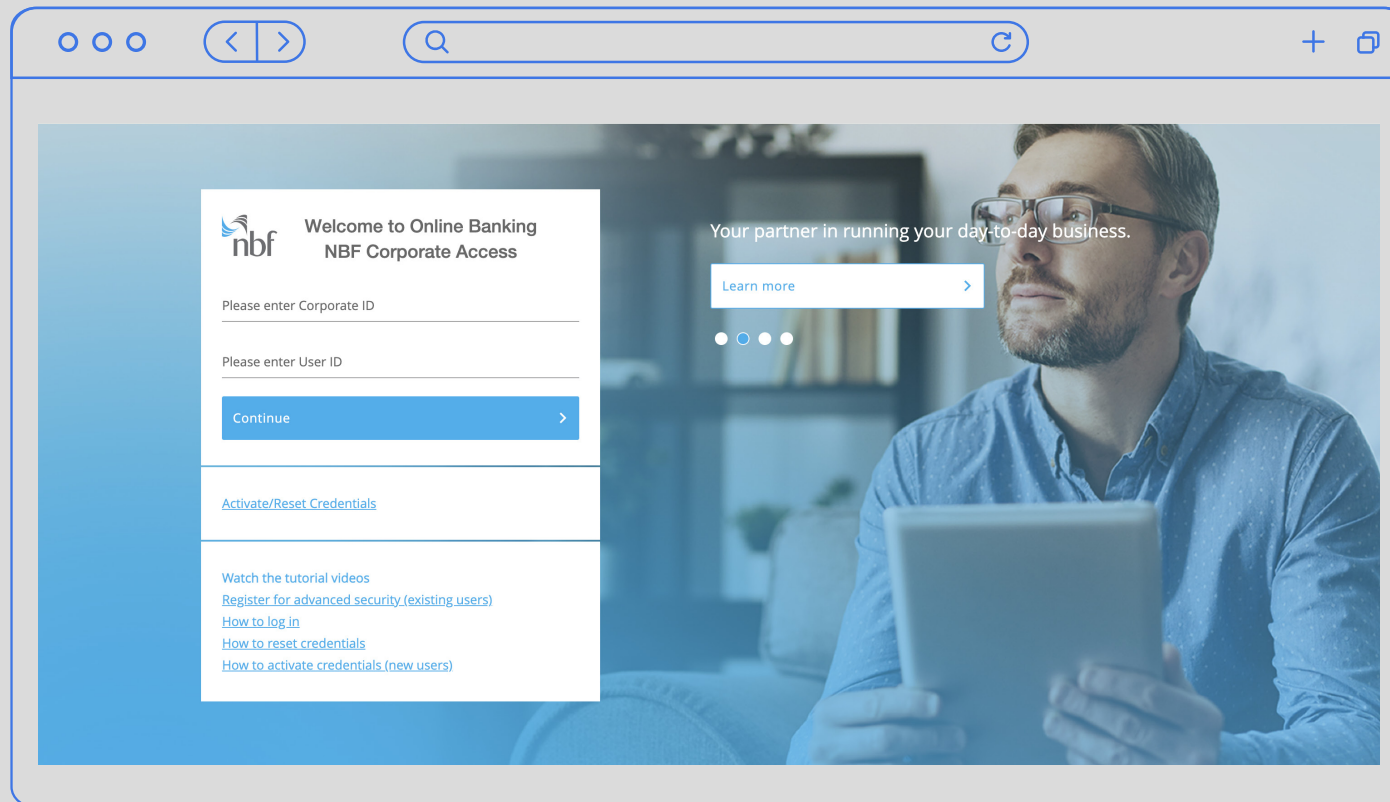 nbf
Welcome to Online Banking
NBF Corporate Access
Please enter Corporate ID
Please enter User ID
Continue
Activate/Reset Credentials
Watch the tutorial videos
Register for advanced security (existing users)
How to log in
How to reset credentials
How to activate credentials (new users)
Your partner in running your day-to-day business.
Learn more